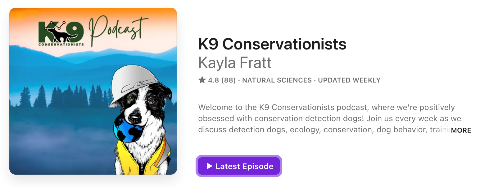 K9 Podcast
CONSERVATIONISTS
K9 Conservationists
Kayla Fratt
★ 4.8 (88) · NATURAL SCIENCES · UPDATED WEEKLY
Welcome to the K9 Conservationists podcast, where we're positively
obsessed with conservation detection dogs! Join us every week as we
discuss detection dogs, ecology, conservation, dog behavior, MORE
Latest Episode